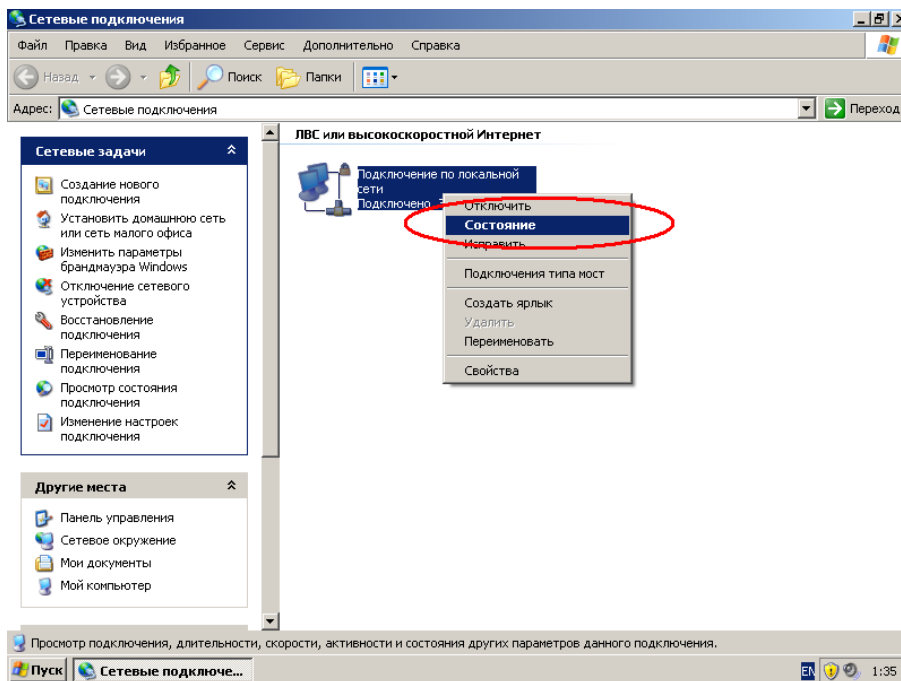 Сетевые подключения
Файл Правка Вид Избранное Сервис Дополнительно Справка
Назад Поиск Папки
Адрес: Сетевые подключения Переход
Сетевые задачи
Создание нового
подключения
Установить домашнюю сеть
или сеть малого офиса
Изменить параметры
брандмауэра Windows
Отключение сетевого
устройства
Восстановление
подключения
Переименование
подключения
Просмотр состояния
подключения
Изменение настроек
подключения
Другие места
Панель управления
Сетевое окружение
Мои документы
Мой компьютер
ЛВС или высокоскоростной Интернет
Подключение по локальной
сети
Подключено,
Отключить
Состояние
Исправить
Подключения типа мост
Создать ярлык
Удалить
Переименовать
Свойства
Просмотр подключения, длительности, скорости, активности и состояния других параметров данного подключения.
Пуск Сетевые подключе... EN 1:35